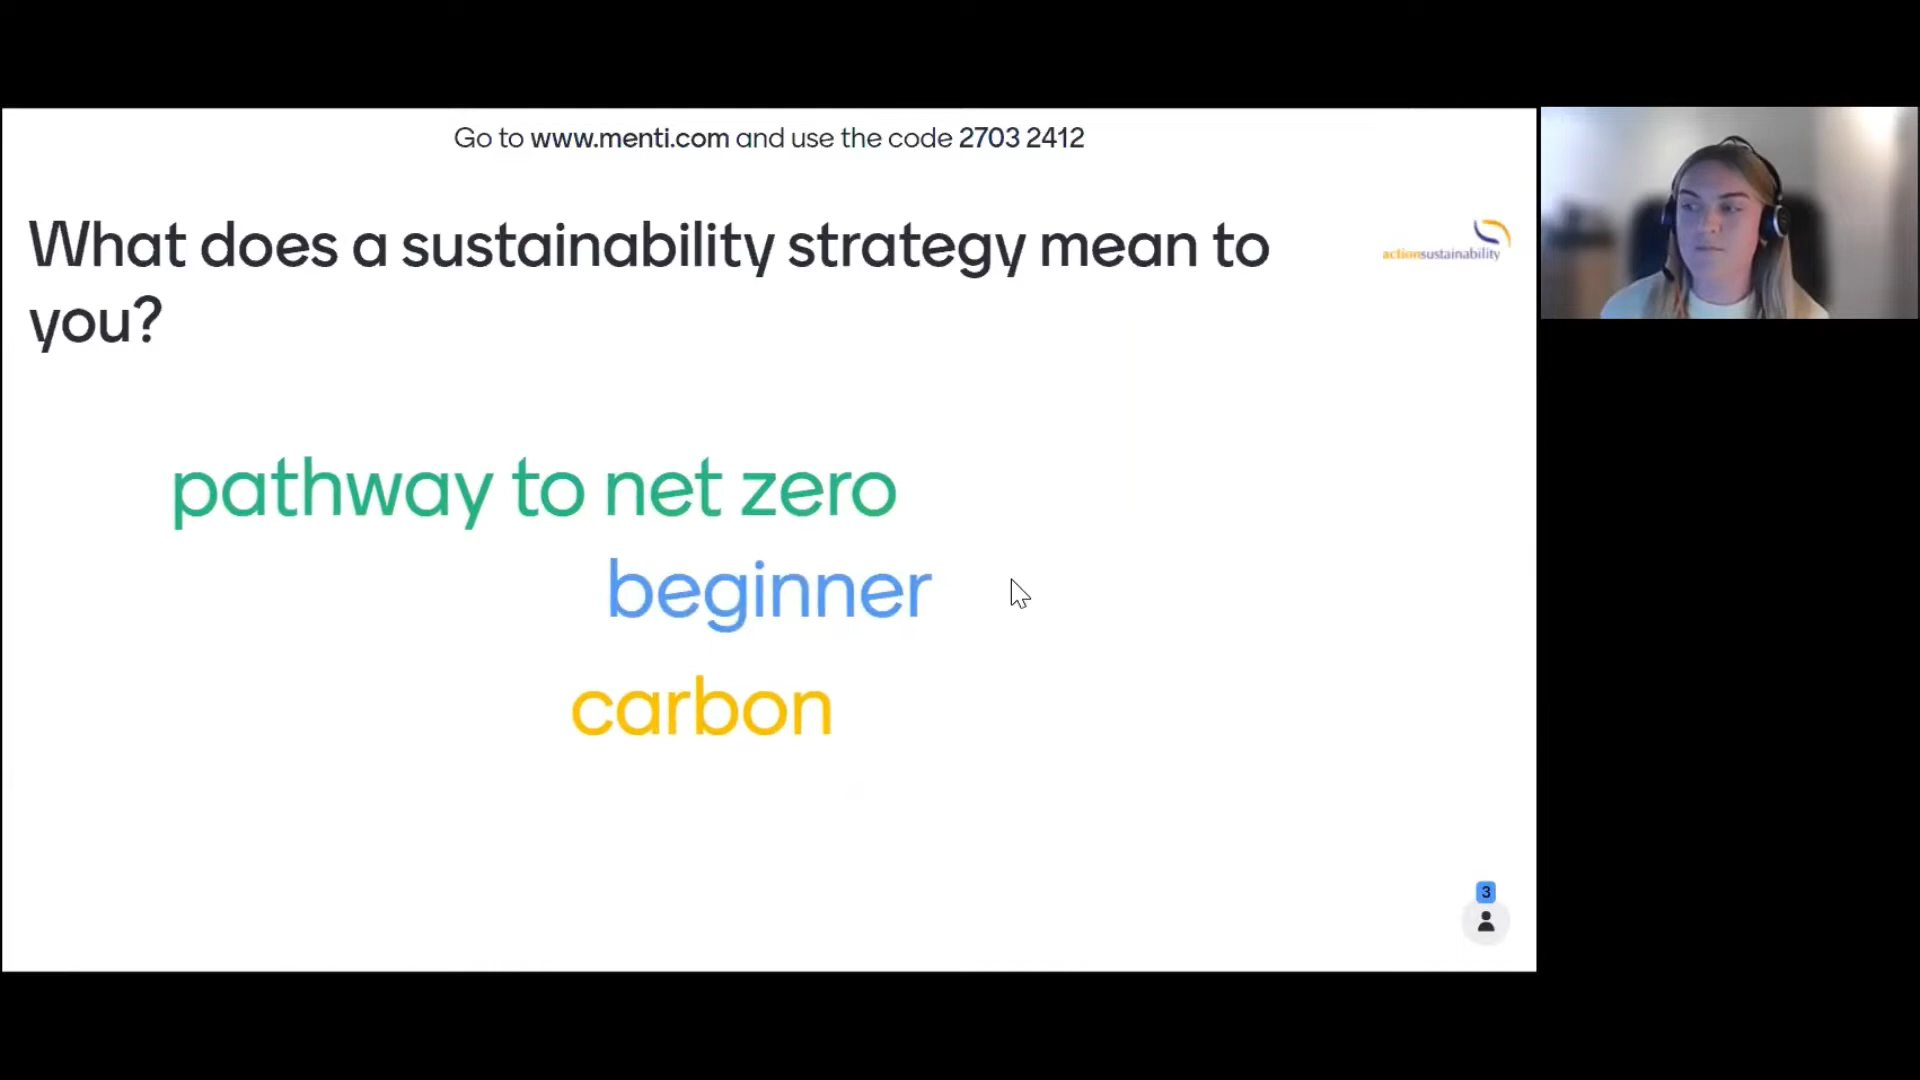 Go to www.menti.com and use the code 2703 2412
What does a sustainability strategy mean to
you?
actionsustainability
pathway to net zero
beginner
carbon
3